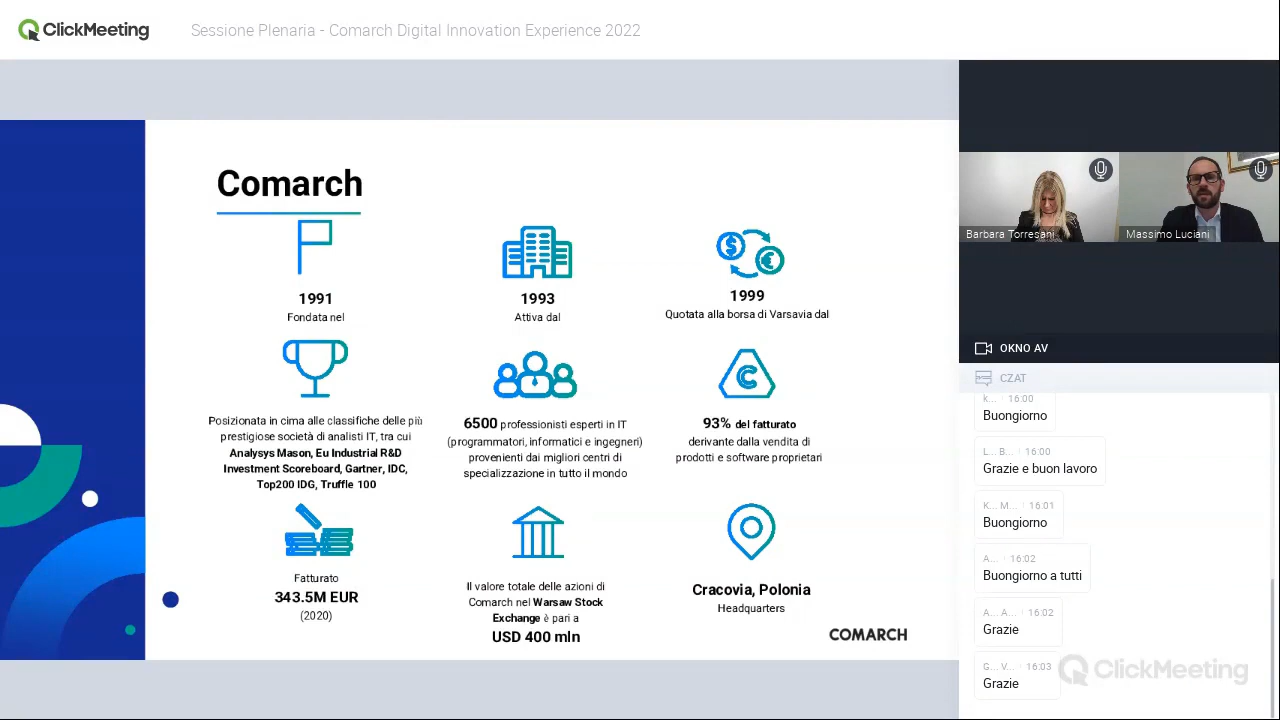 ClickMeeting
Sessione Plenaria - Comarch Digital Innovation Experience 2022
Comarch
1991
Fondata nel
1993
Attiva dal
1999
Quotata alla borsa di Varsavia dal
Posizionata in cima alle classifiche delle più
prestigiose società di analisti IT, tra cui
Analysys Mason, Eu Industrial R&D
Investment Scoreboard, Gartner, IDC,
Top200 IDG, Truffle 100
6500 professionisti esperti in IT
(programmatori, informatici e ingegneri)
provenienti dai migliori centri di
specializzazione in tutto il mondo
93% del fatturato
derivante dalla vendita di
prodotti e software proprietari
Fatturato
343.5M EUR
(2020)
Il valore totale delle azioni di
Comarch nel Warsaw Stock
Exchange è pari a
USD 400 mln
Cracovia, Polonia
Headquarters
COMARCH
Barbara Torresani
Massimo Luciani
OKNO AV
CZAT
k... 16:00
Buongiorno
L... B... 16:00
Grazie e buon lavoro
K... M... 16:01
Buongiorno
A... 16:02
Buongiorno a tutti
A... A... 16:02
Grazie
G... V... 16:03
Grazie
ClickMeeting